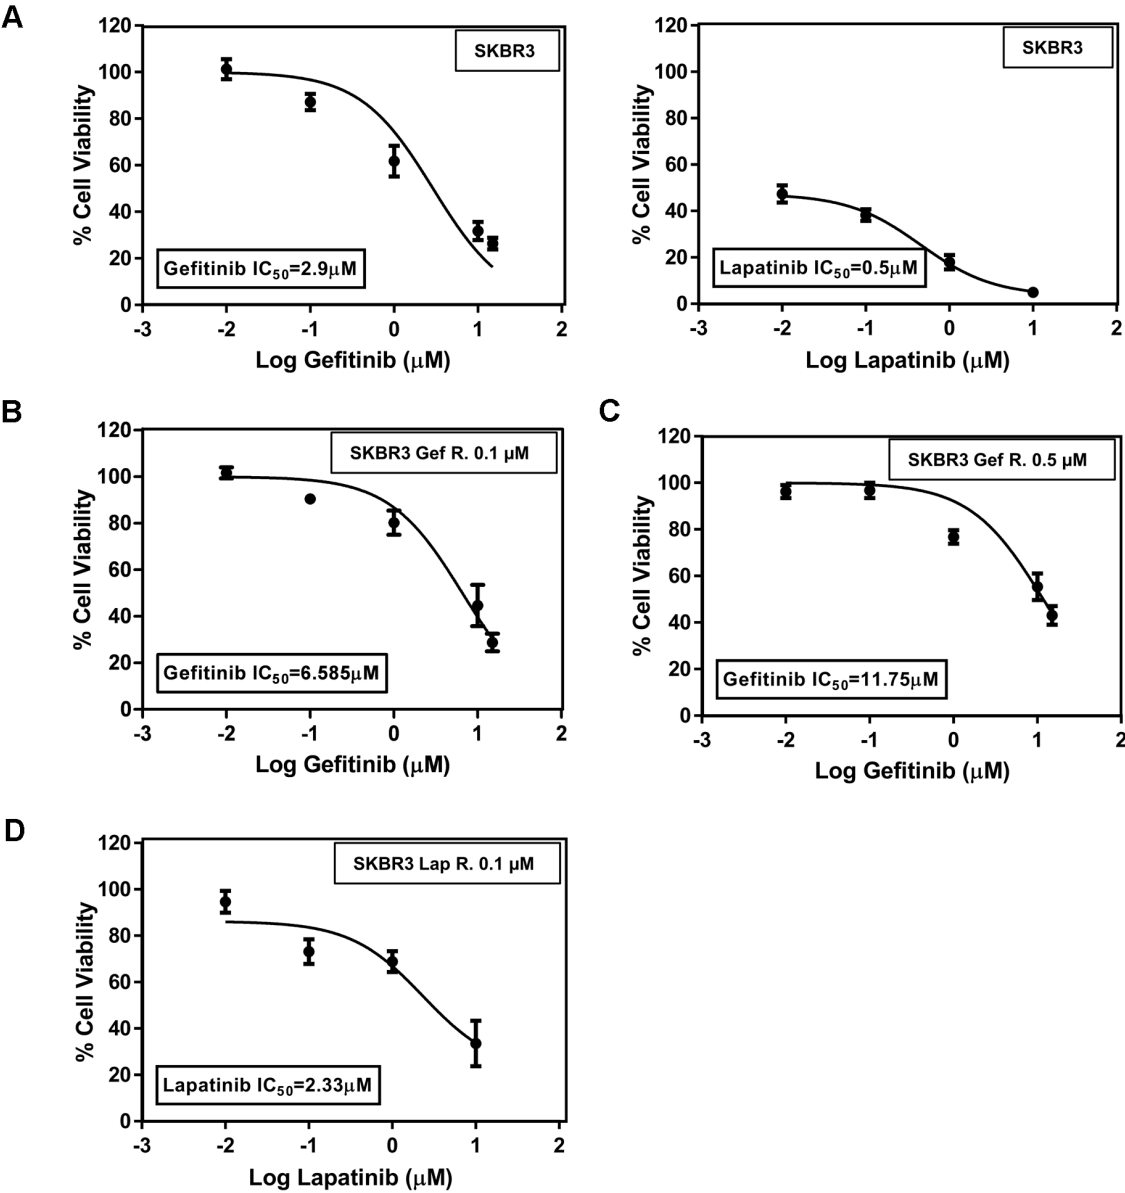 A
120
100
80
60
40
20
0
% Cell Viability
SKBR3
Gefitinib IC50=2.9μM
-3 -2 -1 0 1 2
Log Gefitinib (μM)
120
100
80
60
40
20
0
% Cell Viability
SKBR3
Lapatinib IC50=0.5μM
-3 -2 -1 0 1 2
Log Lapatinib (μM)
B
120
100
80
60
40
20
0
% Cell Viability
SKBR3 Gef R. 0.1 μM
Gefitinib IC50=6.585μM
-3 -2 -1 0 1 2
Log Gefitinib (μM)
C
120
100
80
60
40
20
0
% Cell Viability
SKBR3 Gef R. 0.5 μM
Gefitinib IC50=11.75μM
-3 -2 -1 0 1 2
Log Gefitinib (μM)
D
120
100
80
60
40
20
0
% Cell Viability
SKBR3 Lap R. 0.1 μM
Lapatinib IC50=2.33μM
-3 -2 -1 0 1 2
Log Lapatinib (μM)